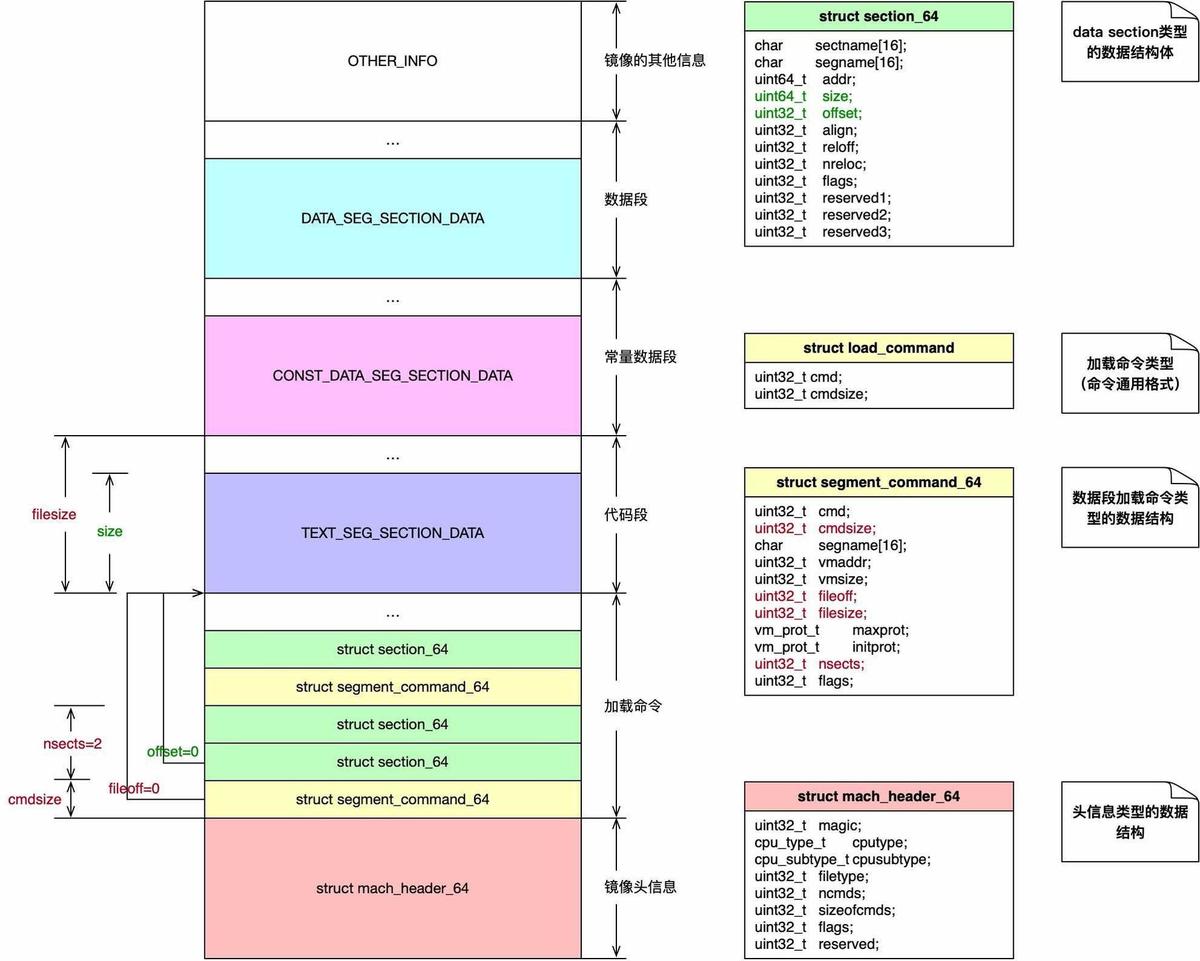 OTHER_INFO
...
DATA_SEG_SECTION_DATA
...
CONST_DATA_SEG_SECTION_DATA
...
TEXT_SEG_SECTION_DATA
...
struct section_64
struct segment_command_64
struct section_64
struct section_64
struct segment_command_64
struct mach_header_64
filesize
size
nsects=2
offset=0
fileoff=0
cmdsize
镜像的其他信息
数据段
常量数据段
代码段
加载命令
镜像头信息
struct section_64
char sectname[16];
char segname[16];
uint64_t addr;
uint64_t size;
uint32_t offset;
uint32_t align;
uint32_t reloff;
uint32_t nreloc;
uint32_t flags;
uint32_t reserved1;
uint32_t reserved2;
uint32_t reserved3;
data section类型
的数据结构体
struct load_command
uint32_t cmd;
uint32_t cmdsize;
加载命令类型
（命令通用格式）
struct segment_command_64
uint32_t cmd;
uint32_t cmdsize;
char segname[16];
uint32_t vmaddr;
uint32_t vmsize;
uint32_t fileoff;
uint32_t filesize;
vm_prot_t maxprot;
vm_prot_t initprot;
uint32_t nsects;
uint32_t flags;
数据段加载命令类
型的数据结构
struct mach_header_64
uint32_t magic;
cpu_type_t cputype;
cpu_subtype_t cpusubtype;
uint32_t filetype;
uint32_t ncmds;
uint32_t sizeofcmds;
uint32_t flags;
uint32_t reserved;
头信息类型的数据
结构